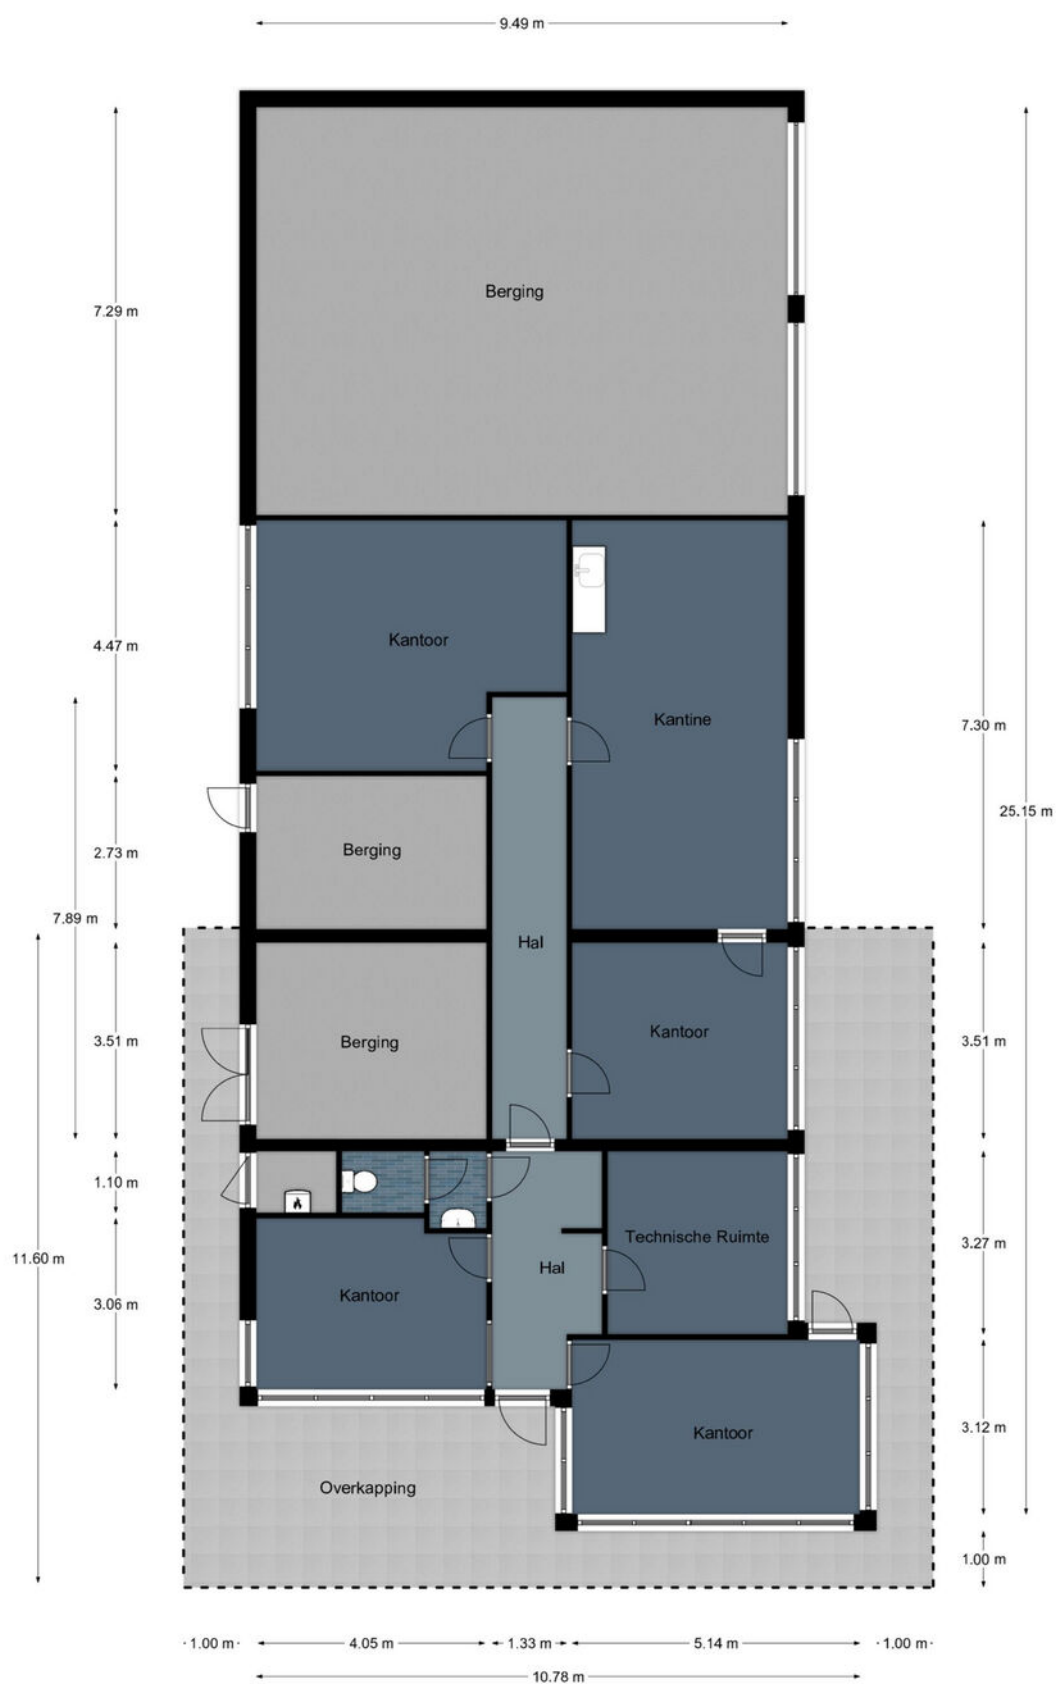 9.49 m
Berging
7.29 m
Kantoor
4.47 m
Kantine
7.30 m
25.15 m
Berging
2.73 m
7.89 m
Hal
Kantoor
Berging
3.51 m
3.51 m
1.10 m
Technische Ruimte
3.27 m
11.60 m
Hal
Kantoor
3.06 m
Kantoor
3.12 m
Overkapping
1.00 m
1.00 m
4.05 m
1.33 m
5.14 m
1.00 m
10.78 m